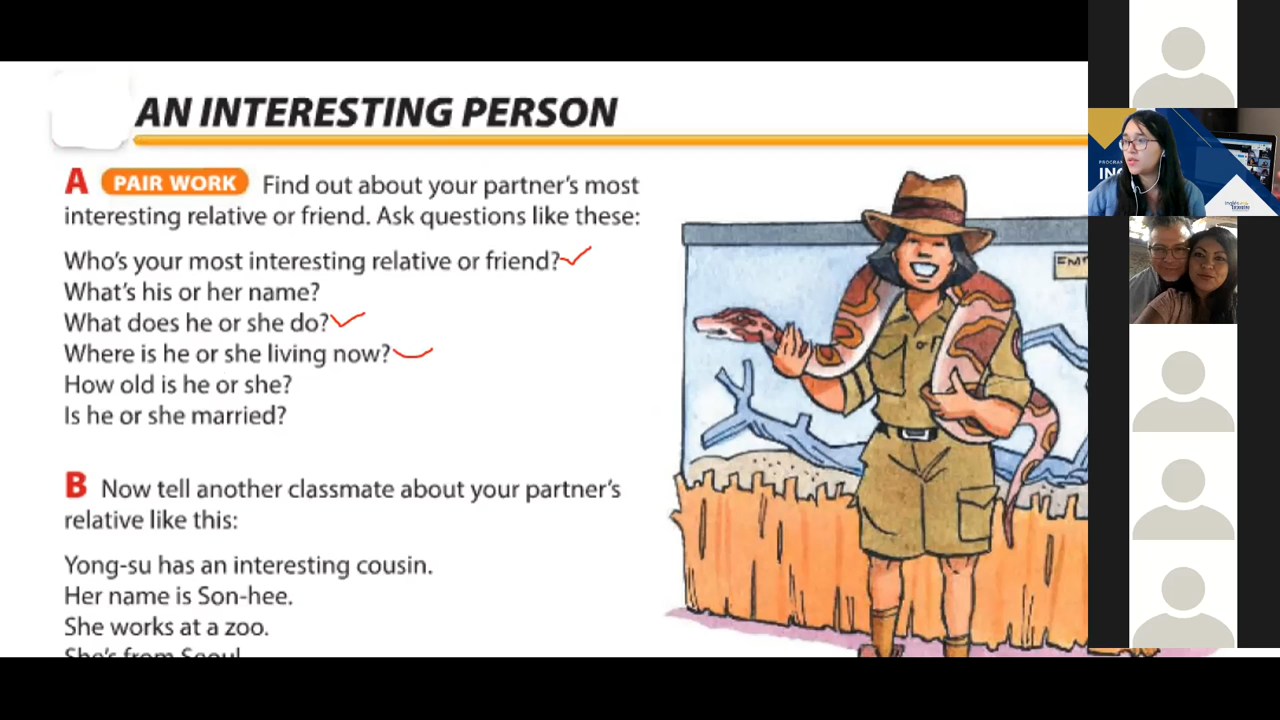 AN INTERESTING PERSON
A PAIR WORK Find out about your partner's most
interesting relative or friend. Ask questions like these:
Who's your most interesting relative or friend?
What's his or her name?
What does he or she do?
Where is he or she living now?
How old is he or she?
Is he or she married?
B Now tell another classmate about your partner's
relative like this:
Yong-su has an interesting cousin.
Her name is Son-hee.
She works at a zoo.
She's from Seoul